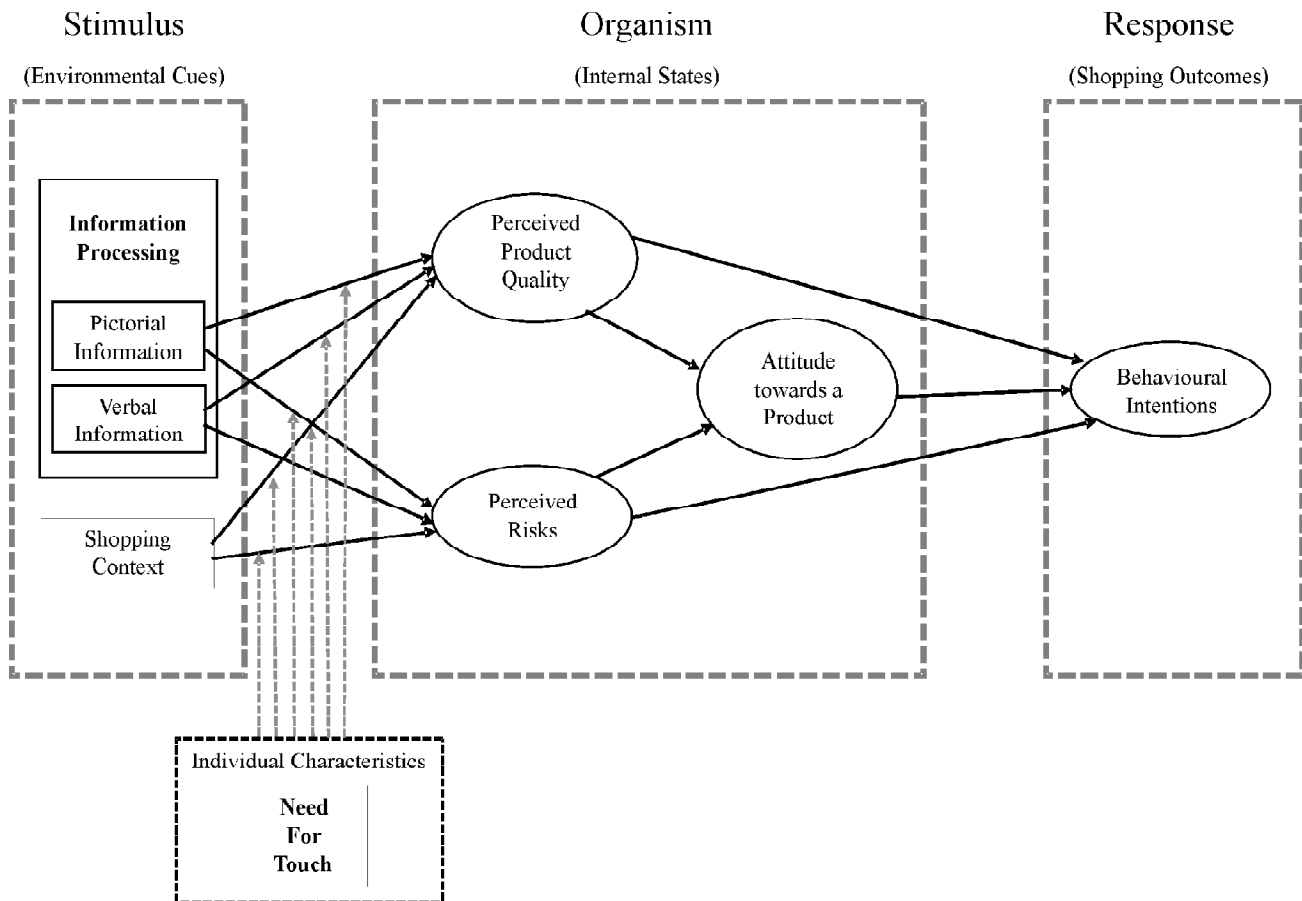 Stimulus
(Environmental Cues)
Organism
(Internal States)
Response
(Shopping Outcomes)
Information
Processing
Pictorial
Information
Verbal
Information
Shopping
Context
Perceived
Product
Quality
Perceived
Risks
Attitude
towards a
Product
Behavioural
Intentions
Individual Characteristics
Need
For
Touch